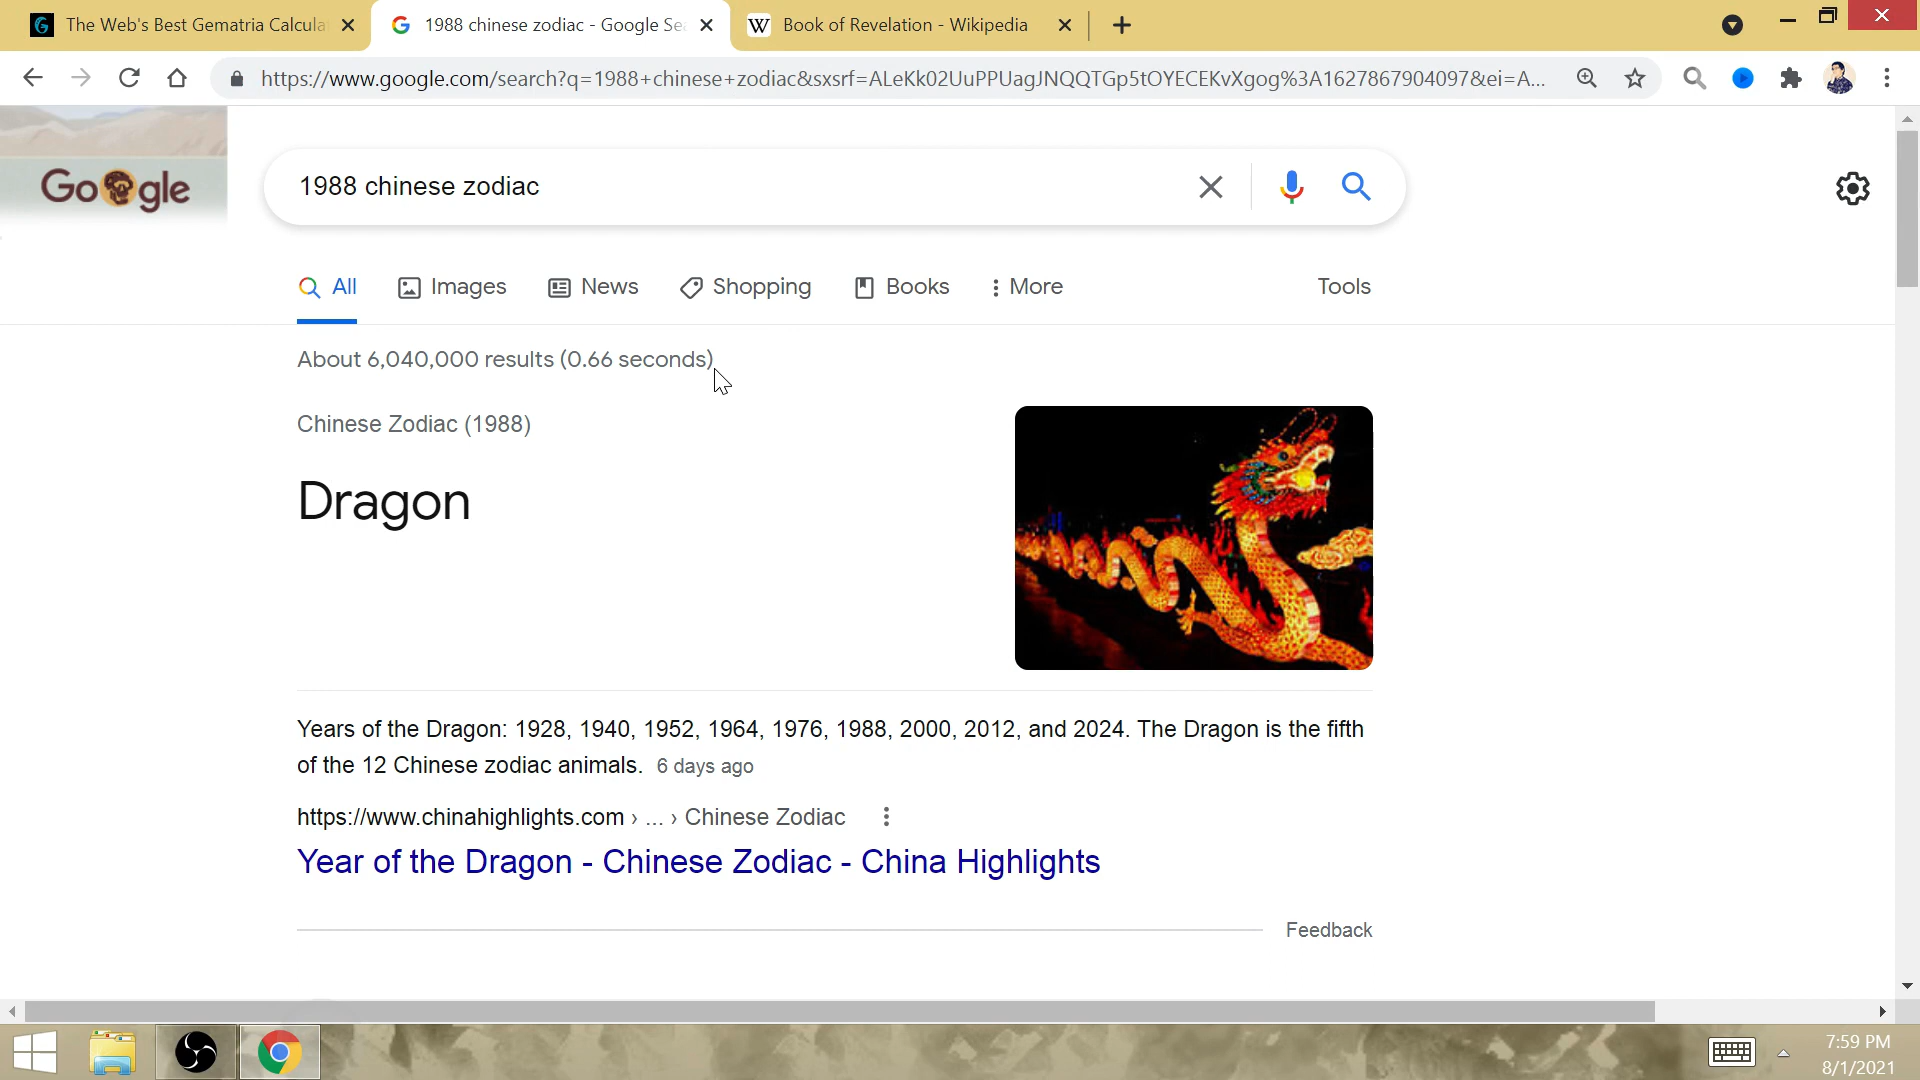 The Web's Best Gematria Calcula
1988 chinese zodiac - Google Se
Book of Revelation - Wikipedia
https://www.google.com/search?q=1988+chinese+zodiac&sxsrf=ALeKk02UuPPUagJNQQTGp5tOYECEKvXgog%3A1627867904097&ei=A...
Google
1988 chinese zodiac
All
Images
News
Shopping
Books
More
Tools
About 6,040,000 results (0.66 seconds)
Chinese Zodiac (1988)
Dragon
Years of the Dragon: 1928, 1940, 1952, 1964, 1976, 1988, 2000, 2012, and 2024. The Dragon is the fifth
of the 12 Chinese zodiac animals. 6 days ago
https://www.chinahighlights.com › ... › Chinese Zodiac
Year of the Dragon - Chinese Zodiac - China Highlights
Feedback
7:59 PM
8/1/2021